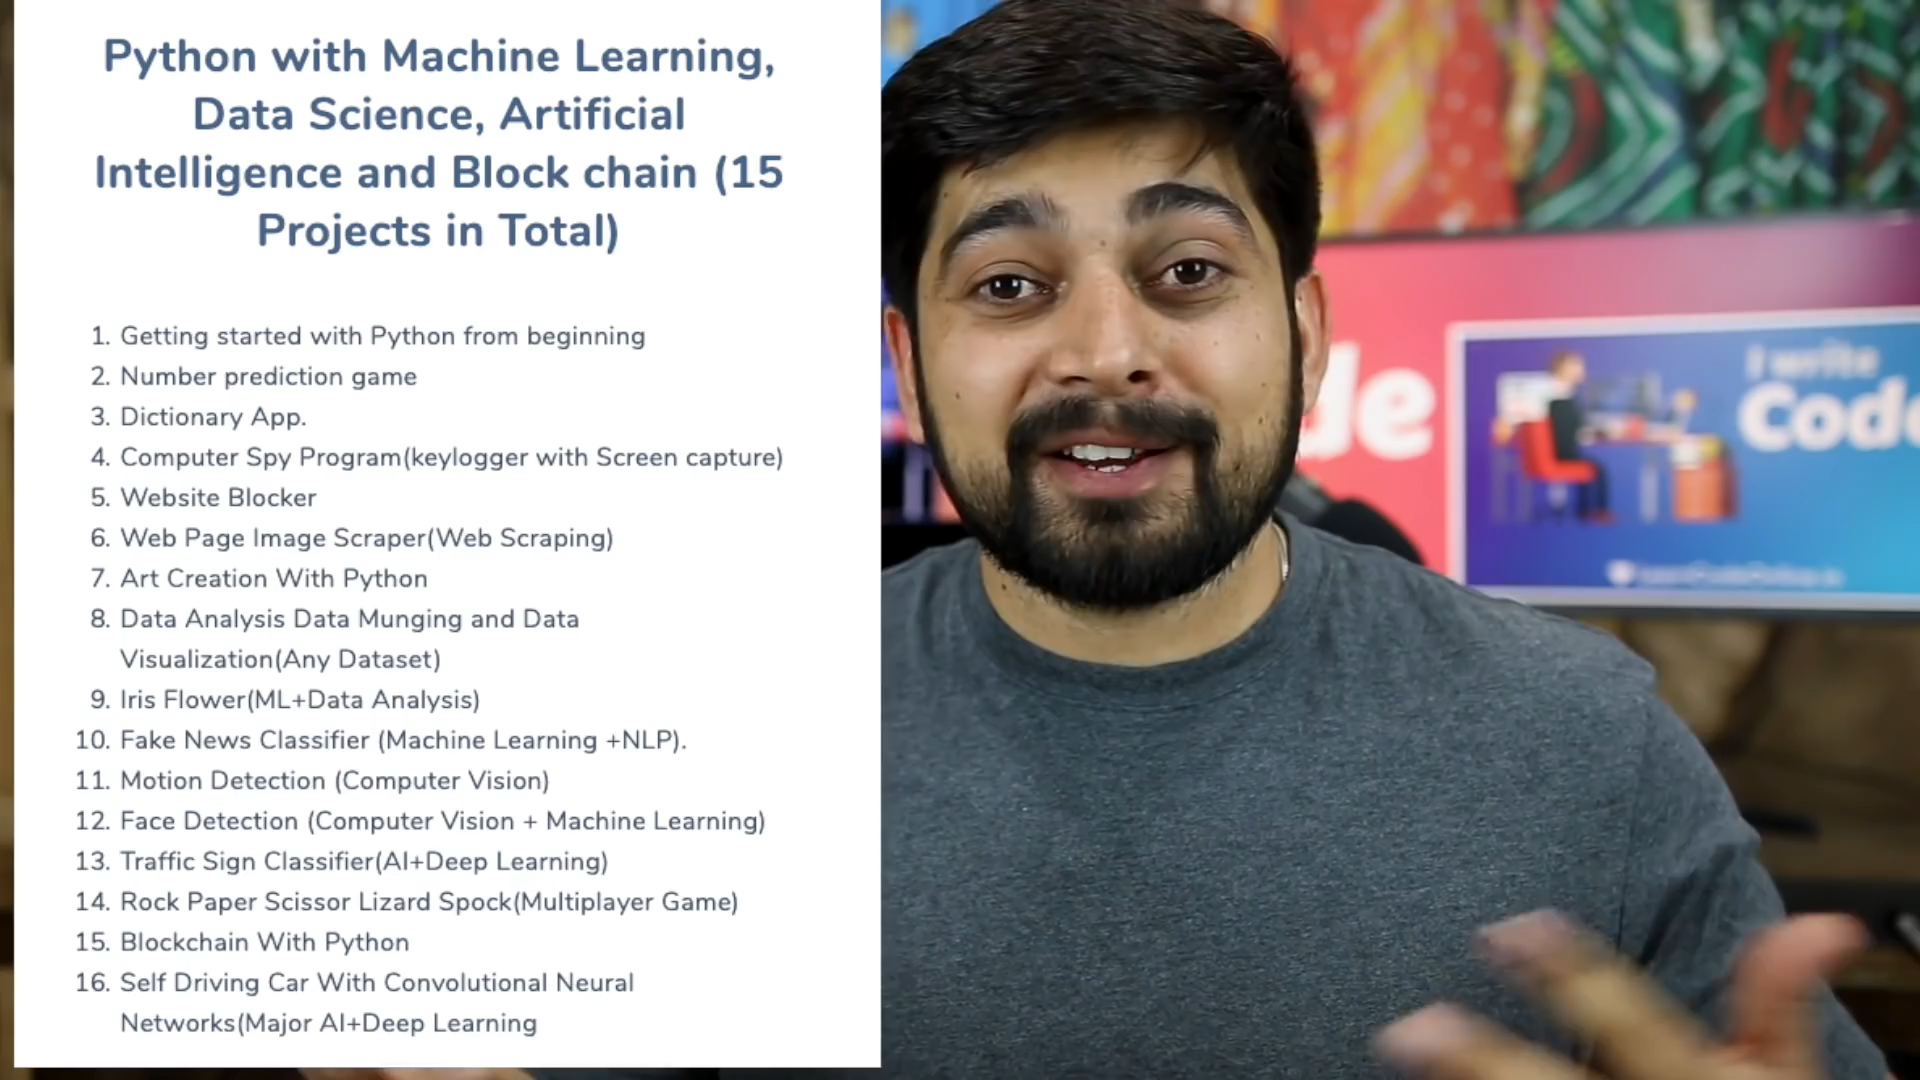 Python with Machine Learning,
Data Science, Artificial
Intelligence and Block chain (15
Projects in Total)
1. Getting started with Python from beginning
2. Number prediction game
3. Dictionary App.
4. Computer Spy Program(keylogger with Screen capture)
5. Website Blocker
6. Web Page Image Scraper(Web Scraping)
7. Art Creation With Python
8. Data Analysis Data Munging and Data
Visualization(Any Dataset)
9. Iris Flower(ML+Data Analysis)
10. Fake News Classifier (Machine Learning +NLP).
11. Motion Detection (Computer Vision)
12. Face Detection (Computer Vision + Machine Learning)
13. Traffic Sign Classifier(AI+Deep Learning)
14. Rock Paper Scissor Lizard Spock(Multiplayer Game)
15. Blockchain With Python
16. Self Driving Car With Convolutional Neural
Networks(Major AI+Deep Learning
de
I write
Code